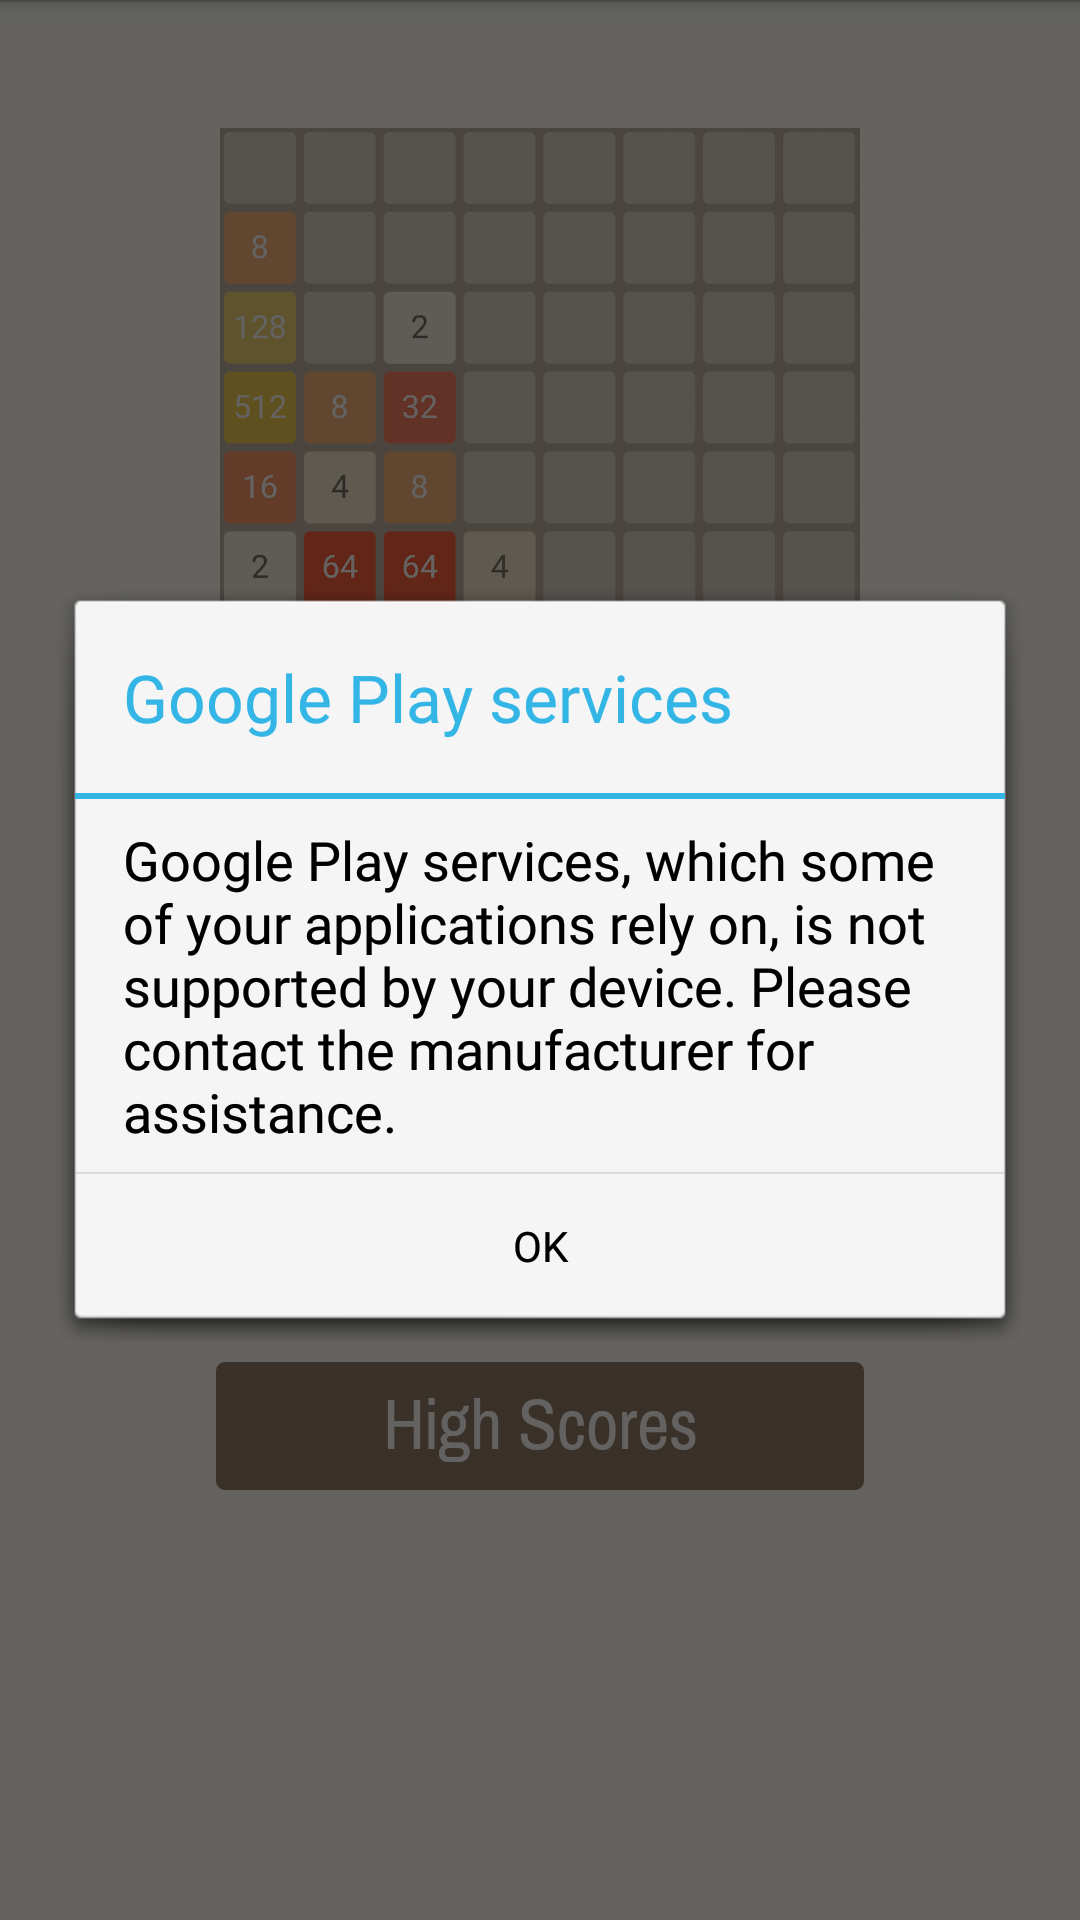 8
128 2
512 8 32
16 4 8
2 64 64 4
Google Play services
Google Play services, which some
of your applications rely on, is not
supported by your device. Please
contact the manufacturer for
assistance.
OK
High Scores